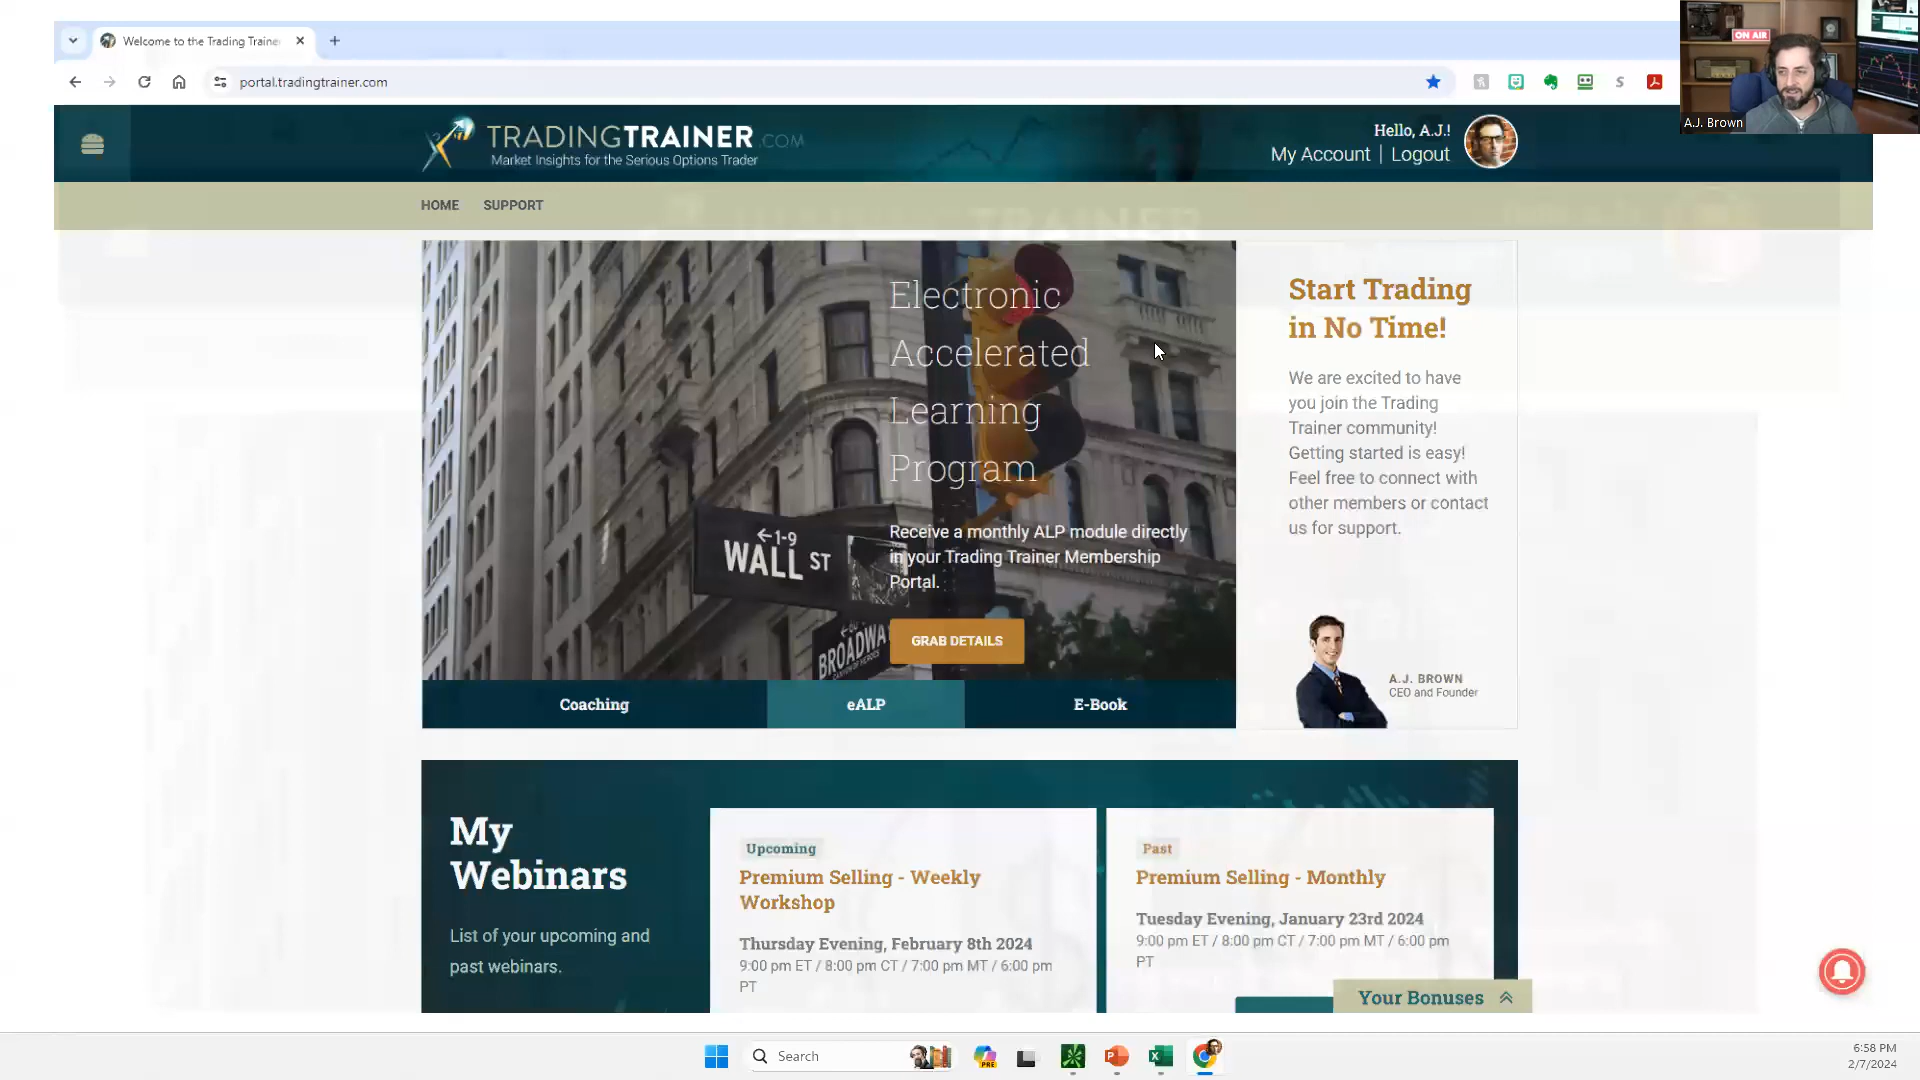 Welcome to the Trading Traine
portal.tradingtrainer.com
ON AIR
A.J. Brown
TRADINGTRAINER.COM
Market Insights for the Serious Options Trader
Hello, A.J.!
My Account | Logout
HOME SUPPORT
Electronic
Accelerated
Learning
Program
Receive a monthly ALP module directly
in your Trading Trainer Membership
Portal.
GRAB DETAILS
←1-9
WALL ST
BROADWAY
Coaching
eALP
E-Book
Start Trading
in No Time!
We are excited to have
you join the Trading
Trainer community!
Getting started is easy!
Feel free to connect with
other members or contact
us for support.
A.J. BROWN
CEO and Founder
My
Webinars
List of your upcoming and
past webinars.
Upcoming
Premium Selling - Weekly
Workshop
Thursday Evening, February 8th 2024
9:00 pm ET / 8:00 pm CT / 7:00 pm MT / 6:00 pm
PT
Past
Premium Selling - Monthly
Tuesday Evening, January 23rd 2024
9:00 pm ET / 8:00 pm CT / 7:00 pm MT / 6:00 pm
PT
Your Bonuses
Search
PRE
6:58 PM
2/7/2024